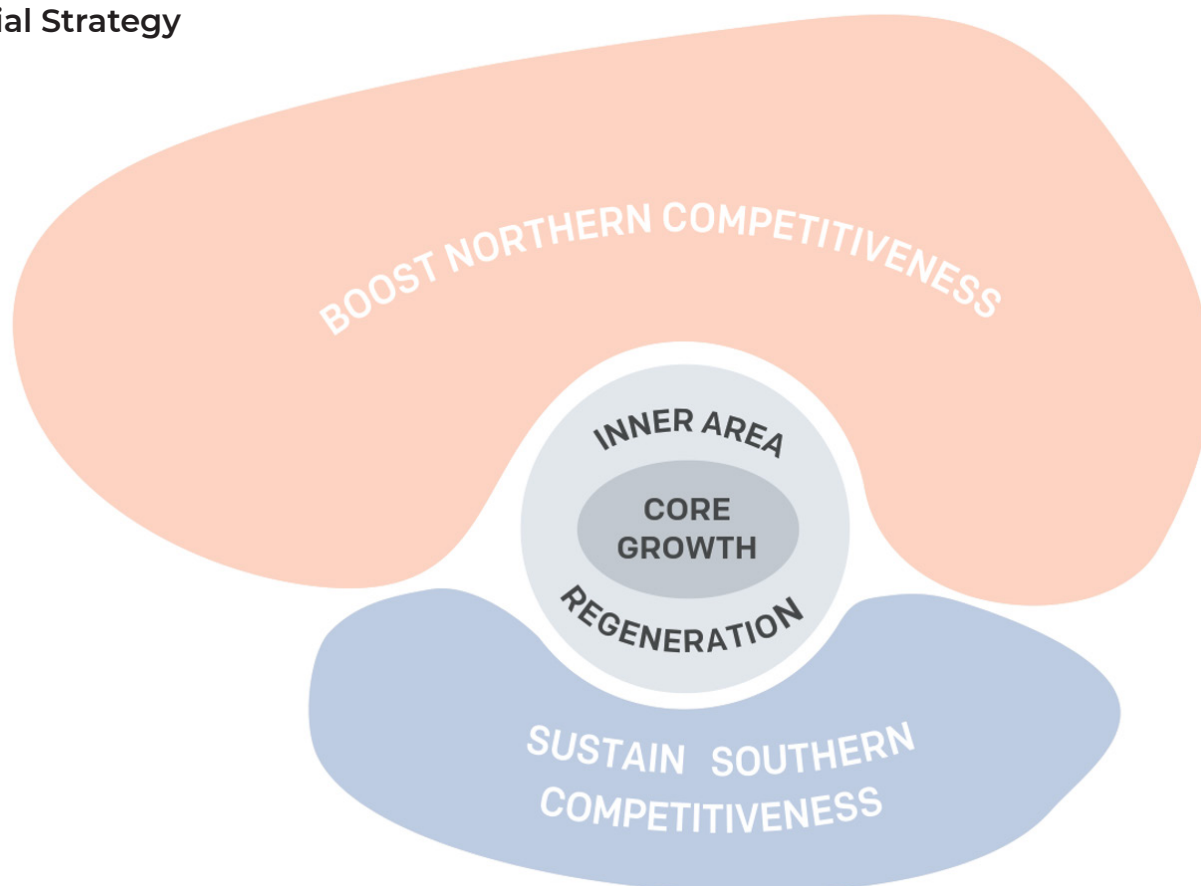 ial Strategy
BOOST NORTHERN COMPETITIVENESS
INNER AREA
CORE
GROWTH
REGENERATION
SUSTAIN SOUTHERN
COMPETITIVENESS